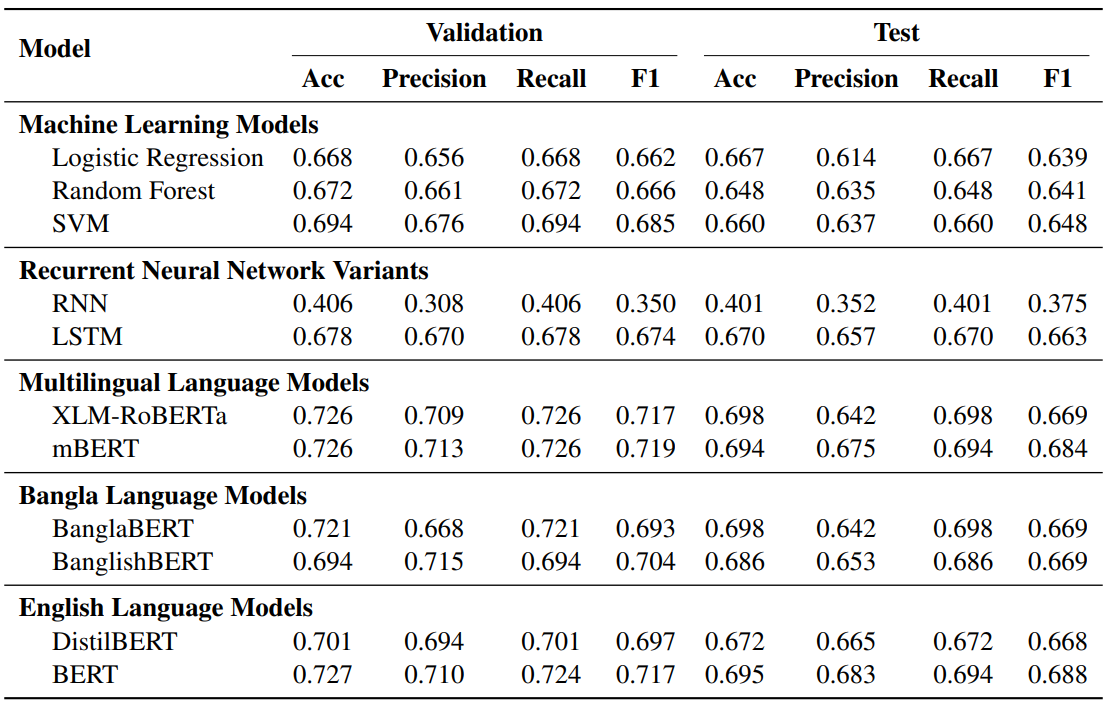 Model Validation Test
Acc Precision Recall F1 Acc Precision Recall F1
Machine Learning Models
Logistic Regression 0.668 0.656 0.668 0.662 0.667 0.614 0.667 0.639
Random Forest 0.672 0.661 0.672 0.666 0.648 0.635 0.648 0.641
SVM 0.694 0.676 0.694 0.685 0.660 0.637 0.660 0.648
Recurrent Neural Network Variants
RNN 0.406 0.308 0.406 0.350 0.401 0.352 0.401 0.375
LSTM 0.678 0.670 0.678 0.674 0.670 0.657 0.670 0.663
Multilingual Language Models
XLM-RoBERTa 0.726 0.709 0.726 0.717 0.698 0.642 0.698 0.669
mBERT 0.726 0.713 0.726 0.719 0.694 0.675 0.694 0.684
Bangla Language Models
BanglaBERT 0.721 0.668 0.721 0.693 0.698 0.642 0.698 0.669
BanglishBERT 0.694 0.715 0.694 0.704 0.686 0.653 0.686 0.669
English Language Models
DistilBERT 0.701 0.694 0.701 0.697 0.672 0.665 0.672 0.668
BERT 0.727 0.710 0.724 0.717 0.695 0.683 0.694 0.688